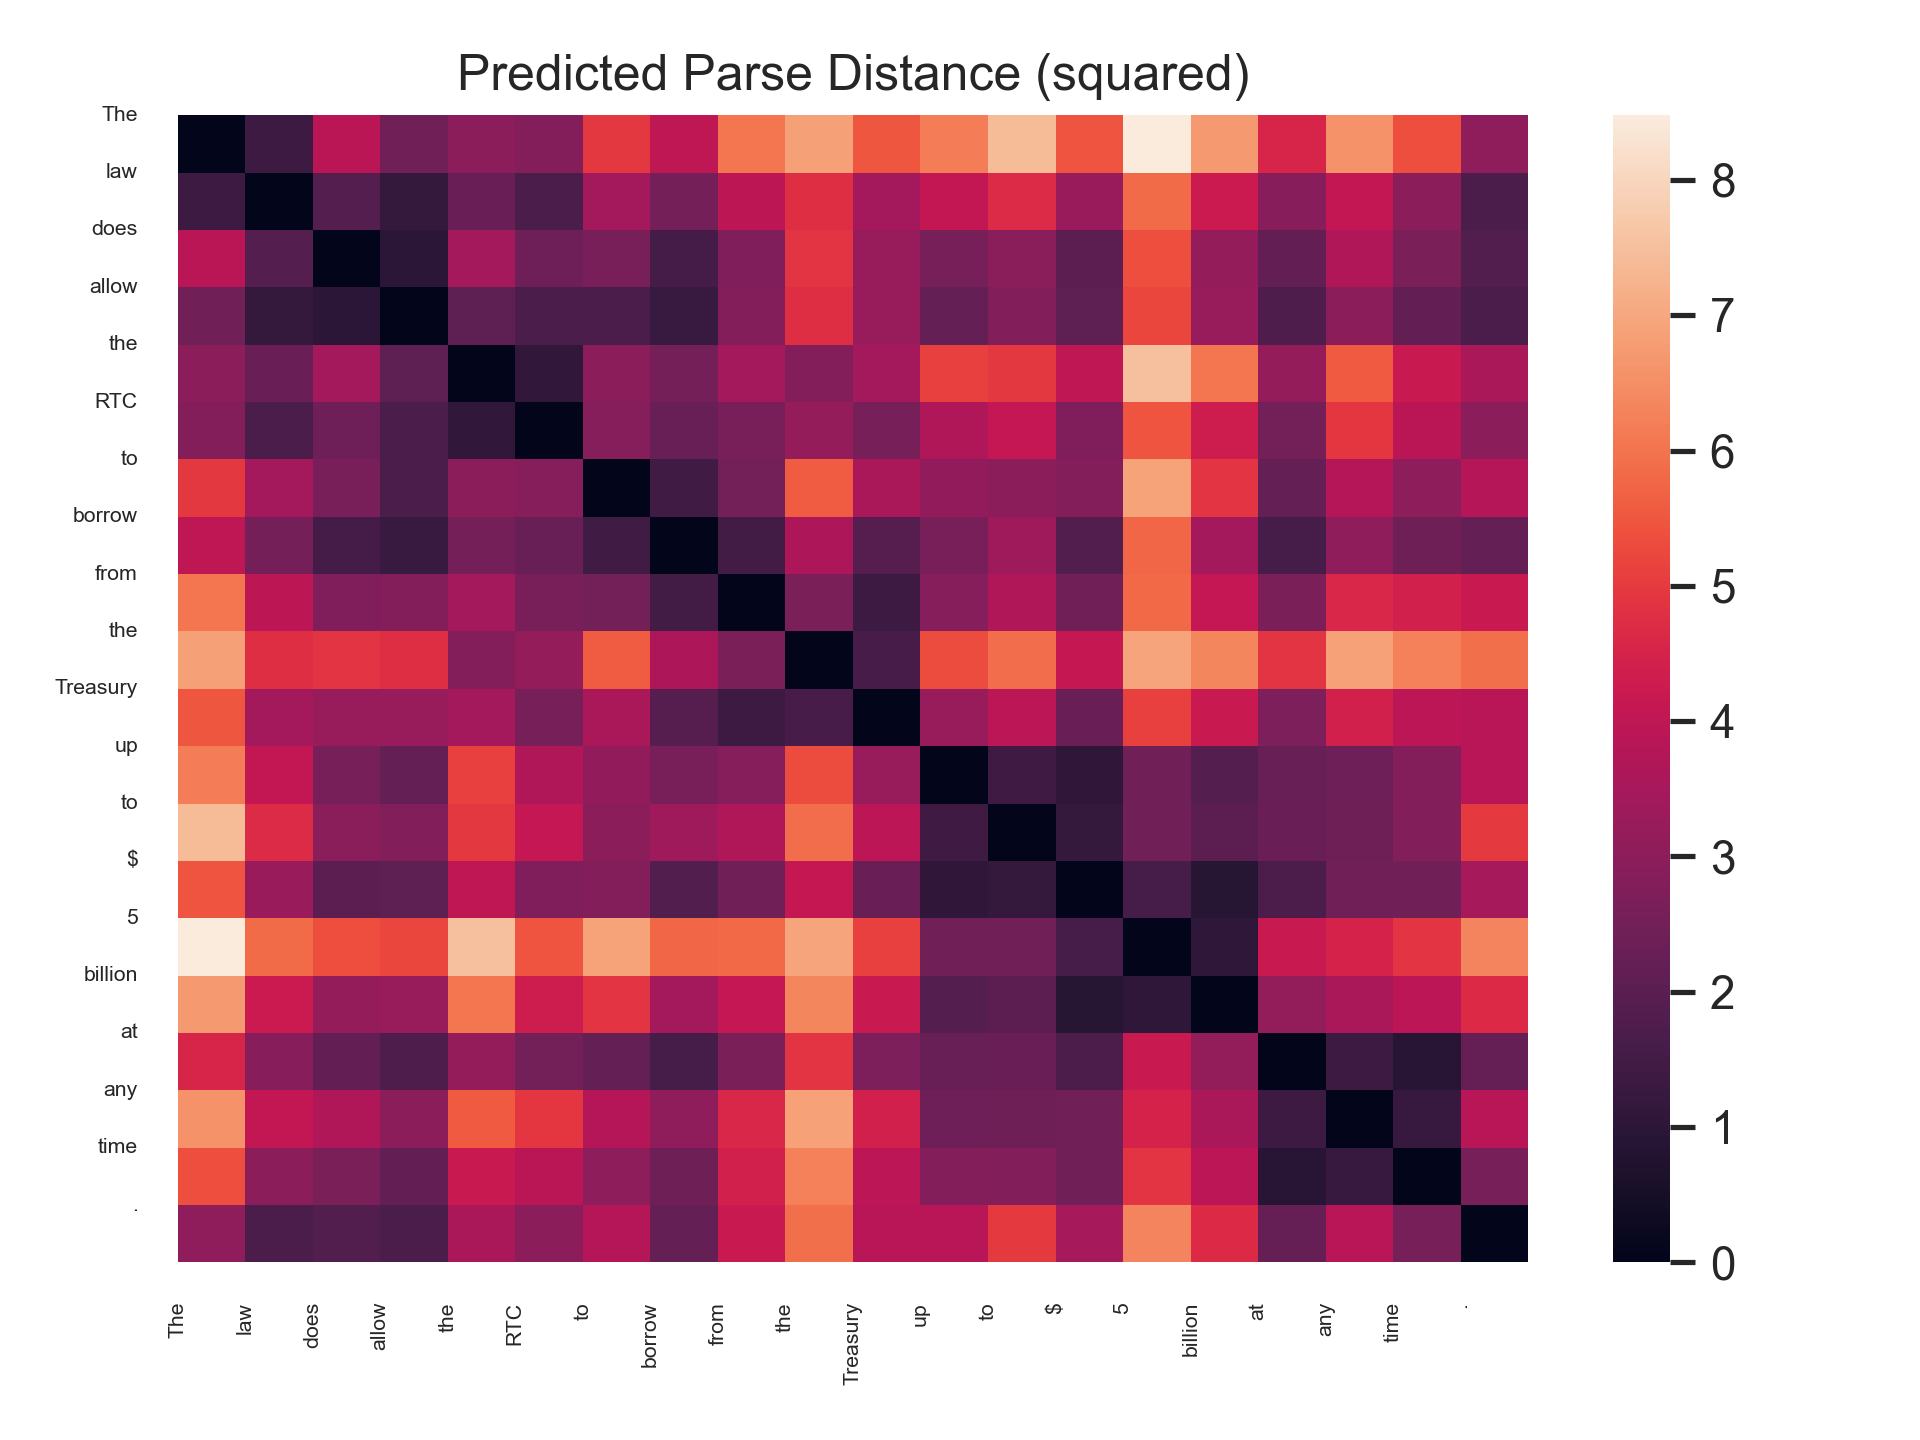 Predicted Parse Distance (squared)
The
law
does
allow
the
RTC
to
borrow
from
the
Treasury
up
to
$
5
billion
at
any
time
.
8
7
6
5
4
3
2
1
0
The
law
does
allow
the
RTC
to
borrow
from
the
Treasury
up
to
$
5
billion
at
any
time
.